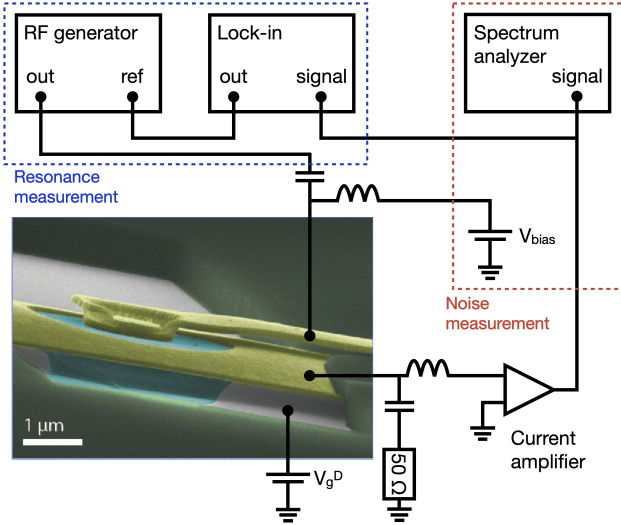 RF generator
Lock-in
Spectrum
analyzer
out
ref
out
signal
signal
Resonance
measurement
Vbias
Noise
measurement
1 μm
VgD
50 Ω
Current
amplifier